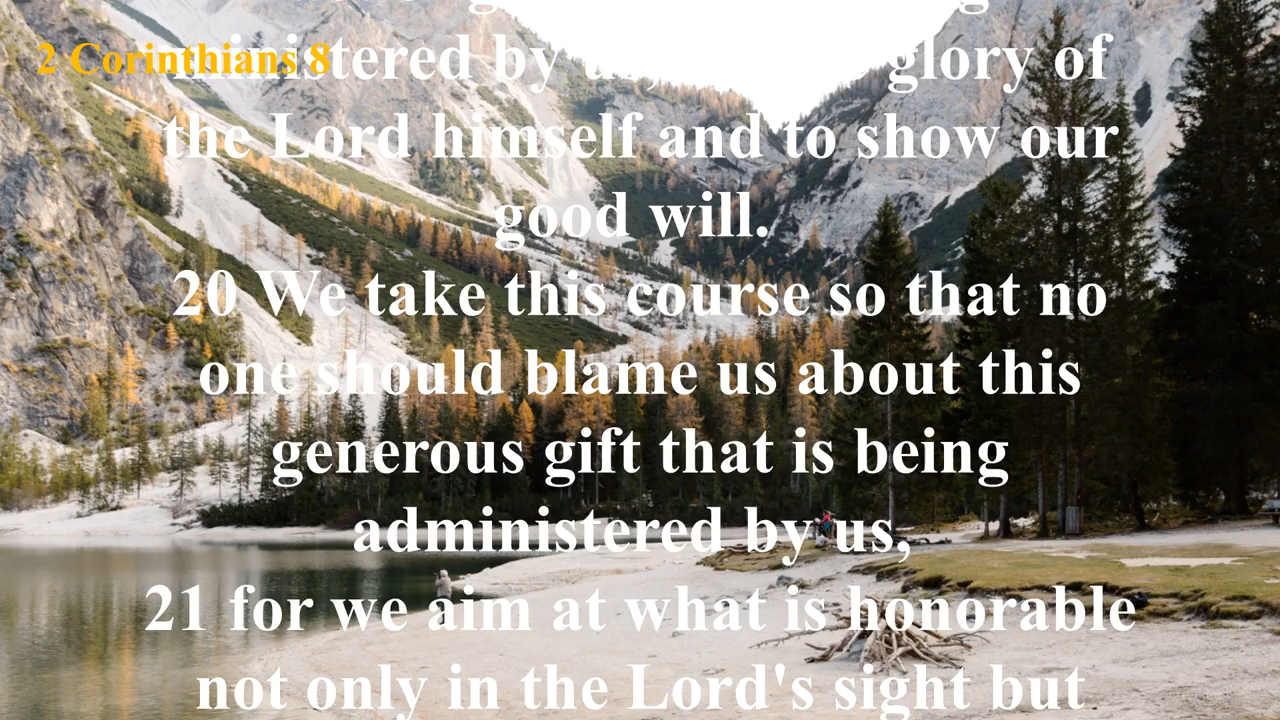 2 Corinthians 8
ministered by us, glory of
the Lord himself and to show our
good will.
20 We take this course so that no
one should blame us about this
generous gift that is being
administered by us,
21 for we aim at what is honorable
not only in the Lord's sight but